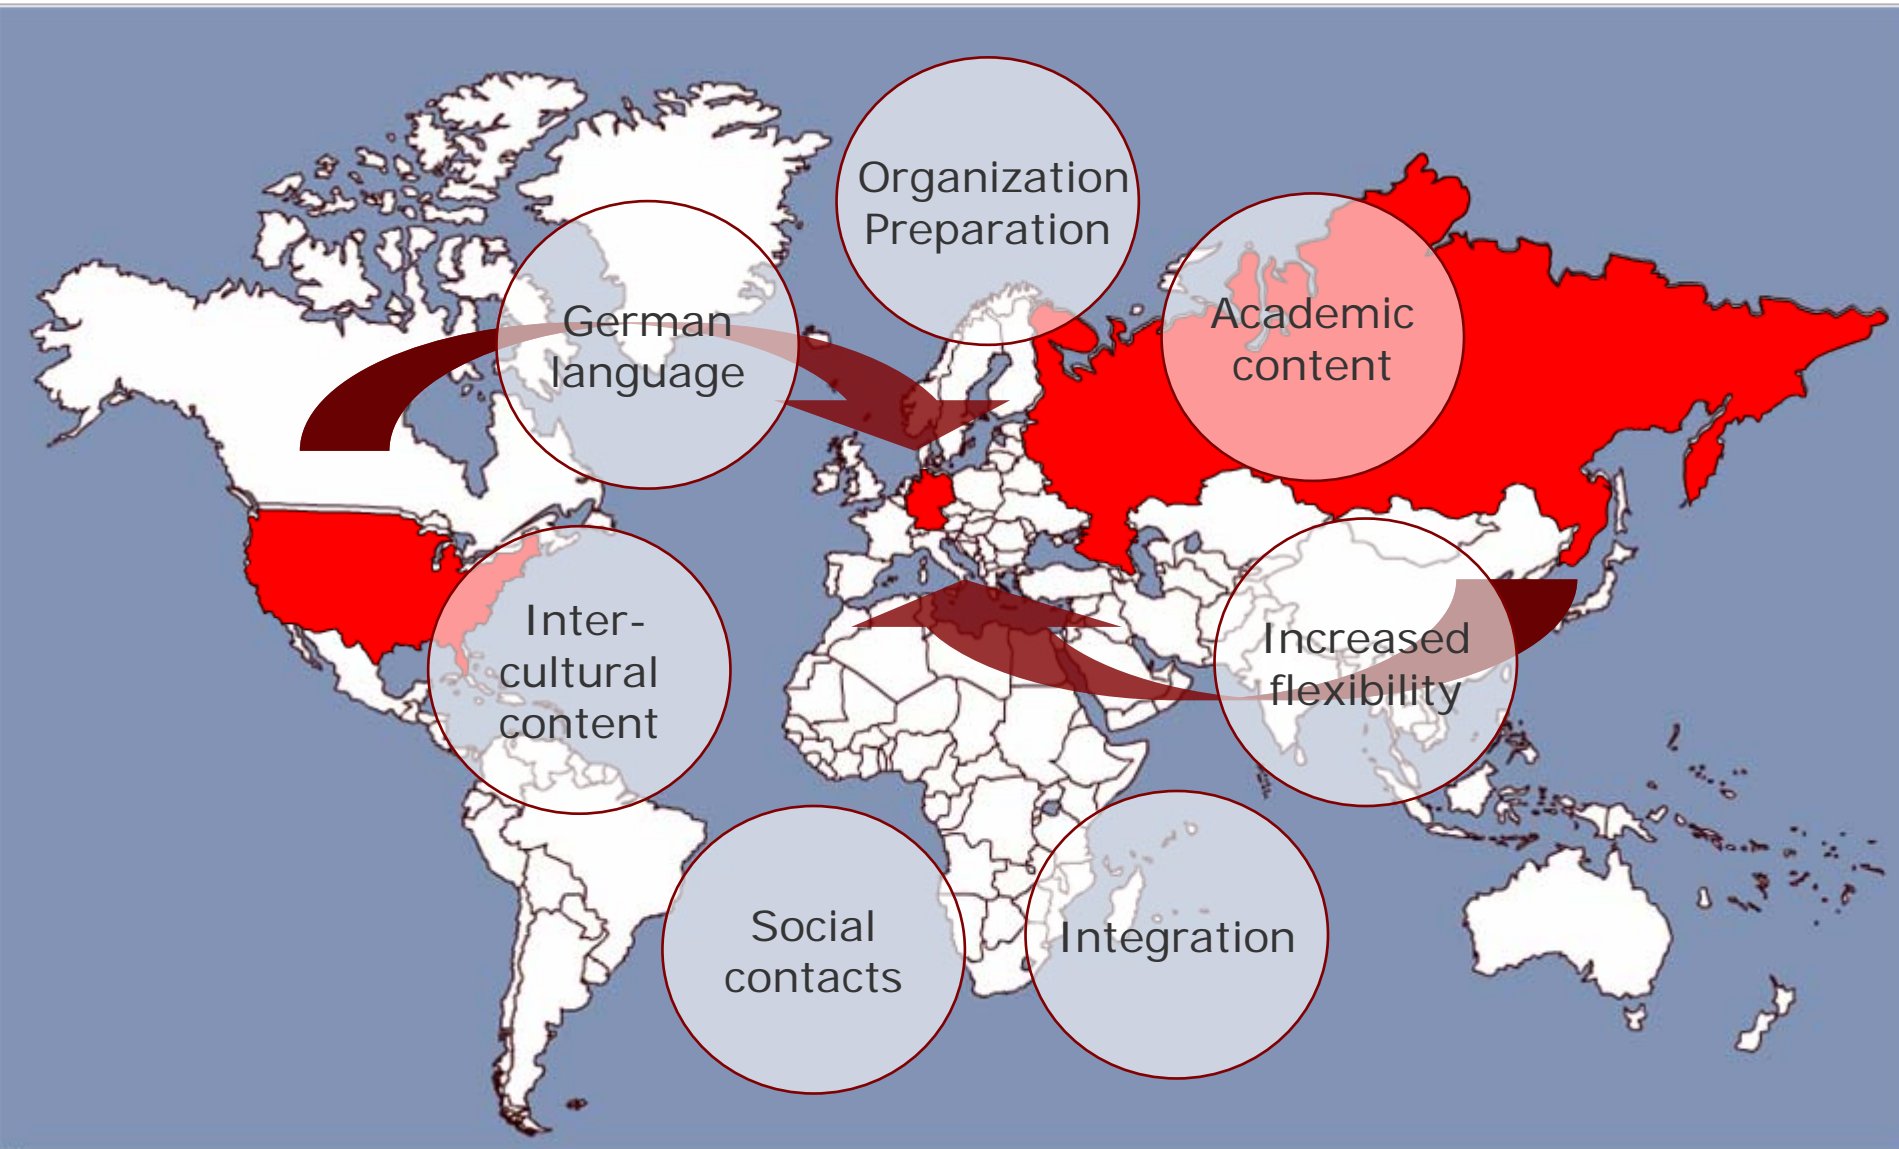 Organization
Preparation
German
language
Academic
content
Inter-
cultural
content
Increased
flexibility
Social
contacts
Integration